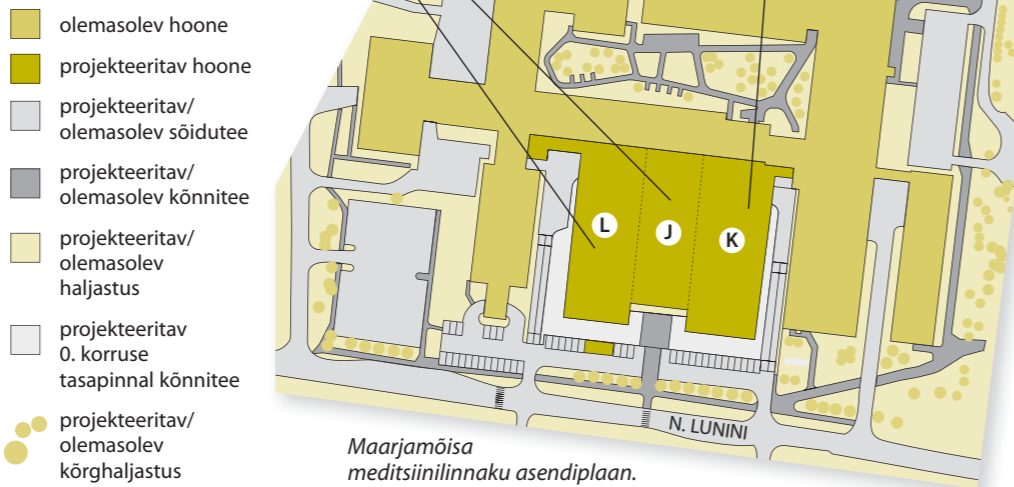 olemasolev hoone
projekteeritav hoone
projekteeritav/
olemasolev sõidutee
projekteeritav/
olemasolev kõnnitee
projekteeritav/
olemasolev
haljastus
projekteeritav
0. korruse
tasapinnal kõnnitee
projekteeritav/
olemasolev
kõrghaljastus
L
J
K
N. LUNINI
Maarjamõisa
meditsiinilinnaku asendiplaan.